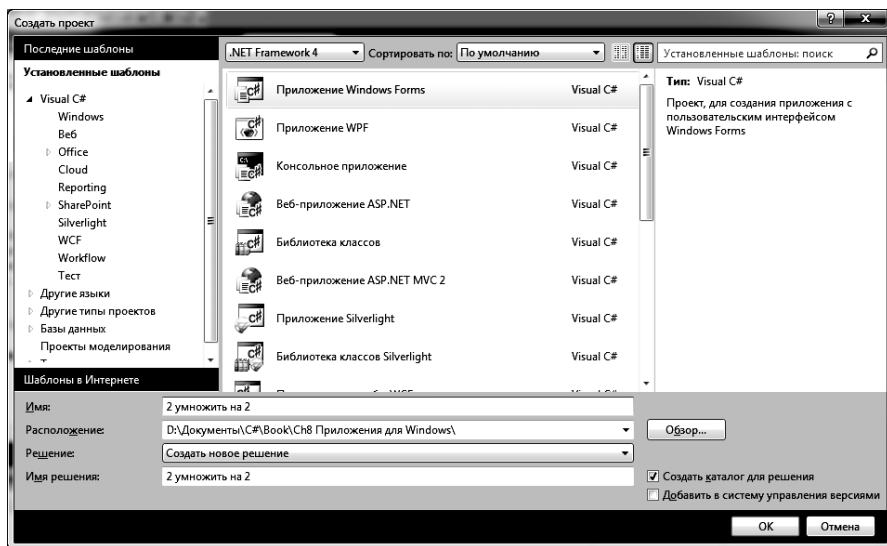 Создать проект
Последние шаблоны
.NET Framework 4
Сортировать по:
По умолчанию
Установленные шаблоны: поиск
Установленные шаблоны
Visual C#
Windows
Веб
Office
Cloud
Reporting
SharePoint
Silverlight
WCF
Workflow
Тест
Другие языки
Другие типы проектов
Базы данных
Проекты моделирования
Шаблоны в Интернете
Приложение Windows Forms Visual C#
Приложение WPF Visual C#
Консольное приложение Visual C#
Веб-приложение ASP.NET Visual C#
Библиотека классов Visual C#
Веб-приложение ASP.NET MVC 2 Visual C#
Приложение Silverlight Visual C#
Библиотека классов Silverlight Visual C#
Тип: Visual C#
Проект, для создания приложения с
пользовательским интерфейсом
Windows Forms
Имя: 2 умножить на 2
Расположение: D:\Документы\C#\Book\Ch8 Приложения для Windows\ Обзор...
Решение: Создать новое решение
Имя решения: 2 умножить на 2
Создать каталог для решения
Добавить в систему управления версиями
OK Отмена